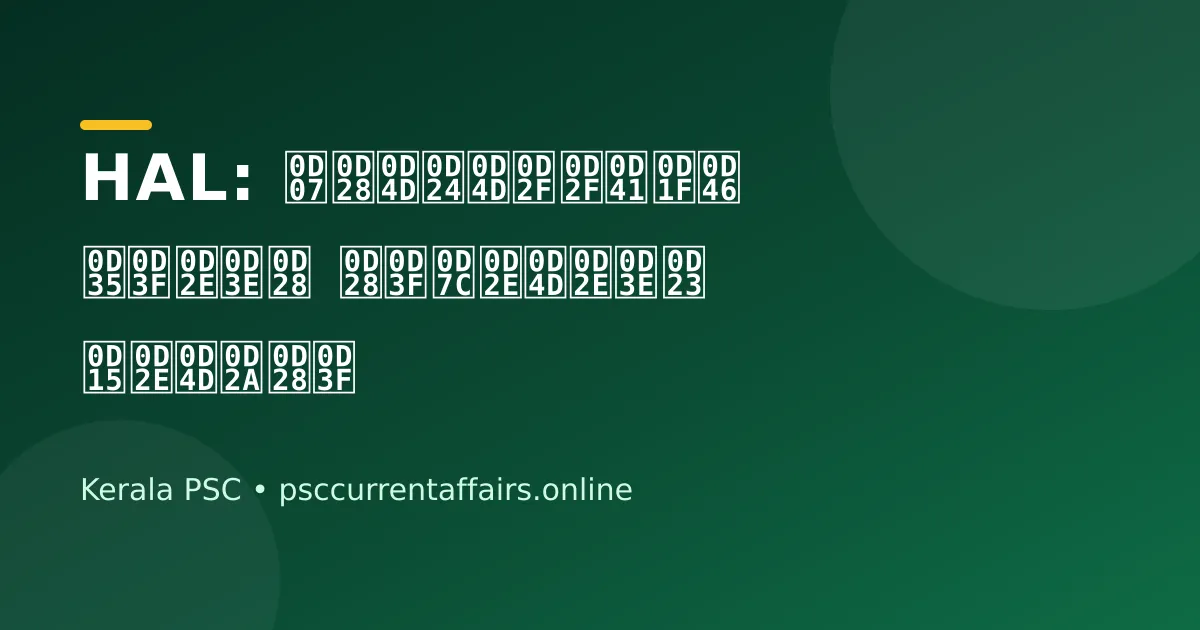 HAL: ഇന്ത്യയുടെ
വിമാന നിർമ്മാണ
കമ്പനി
Kerala PSC • psccurrentaffairs.online